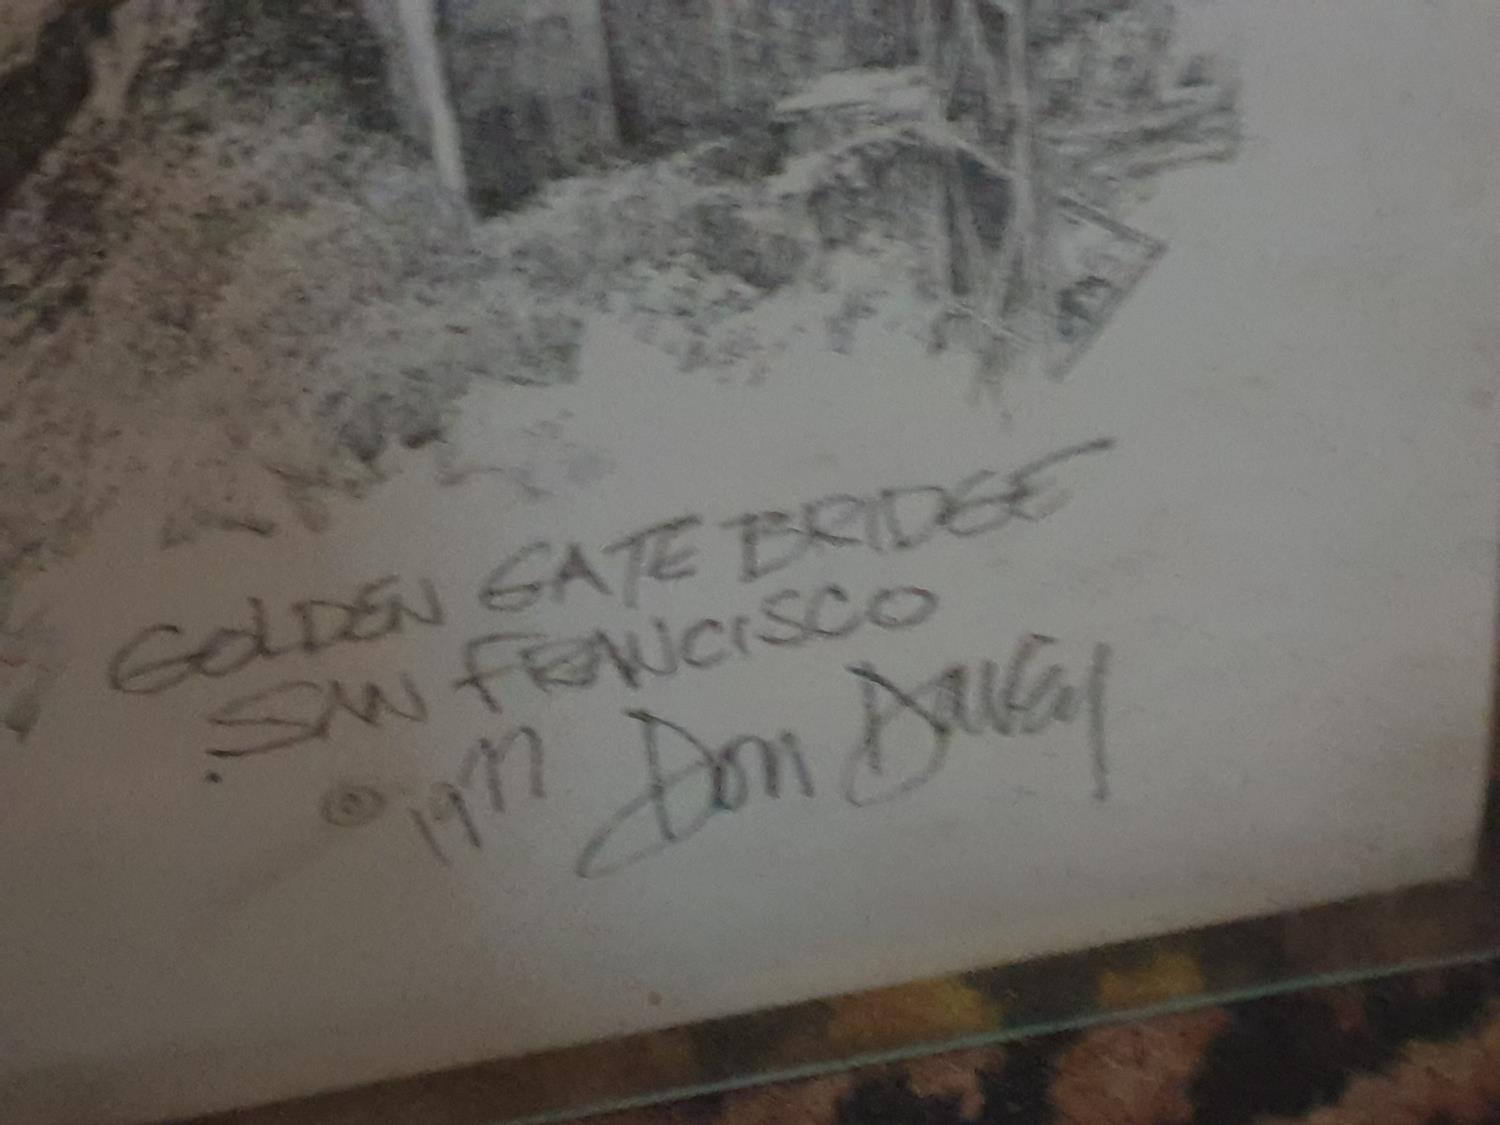 GOLDEN GATE BRIDGE
SAN FRANCISCO
© 1977 Don Davey